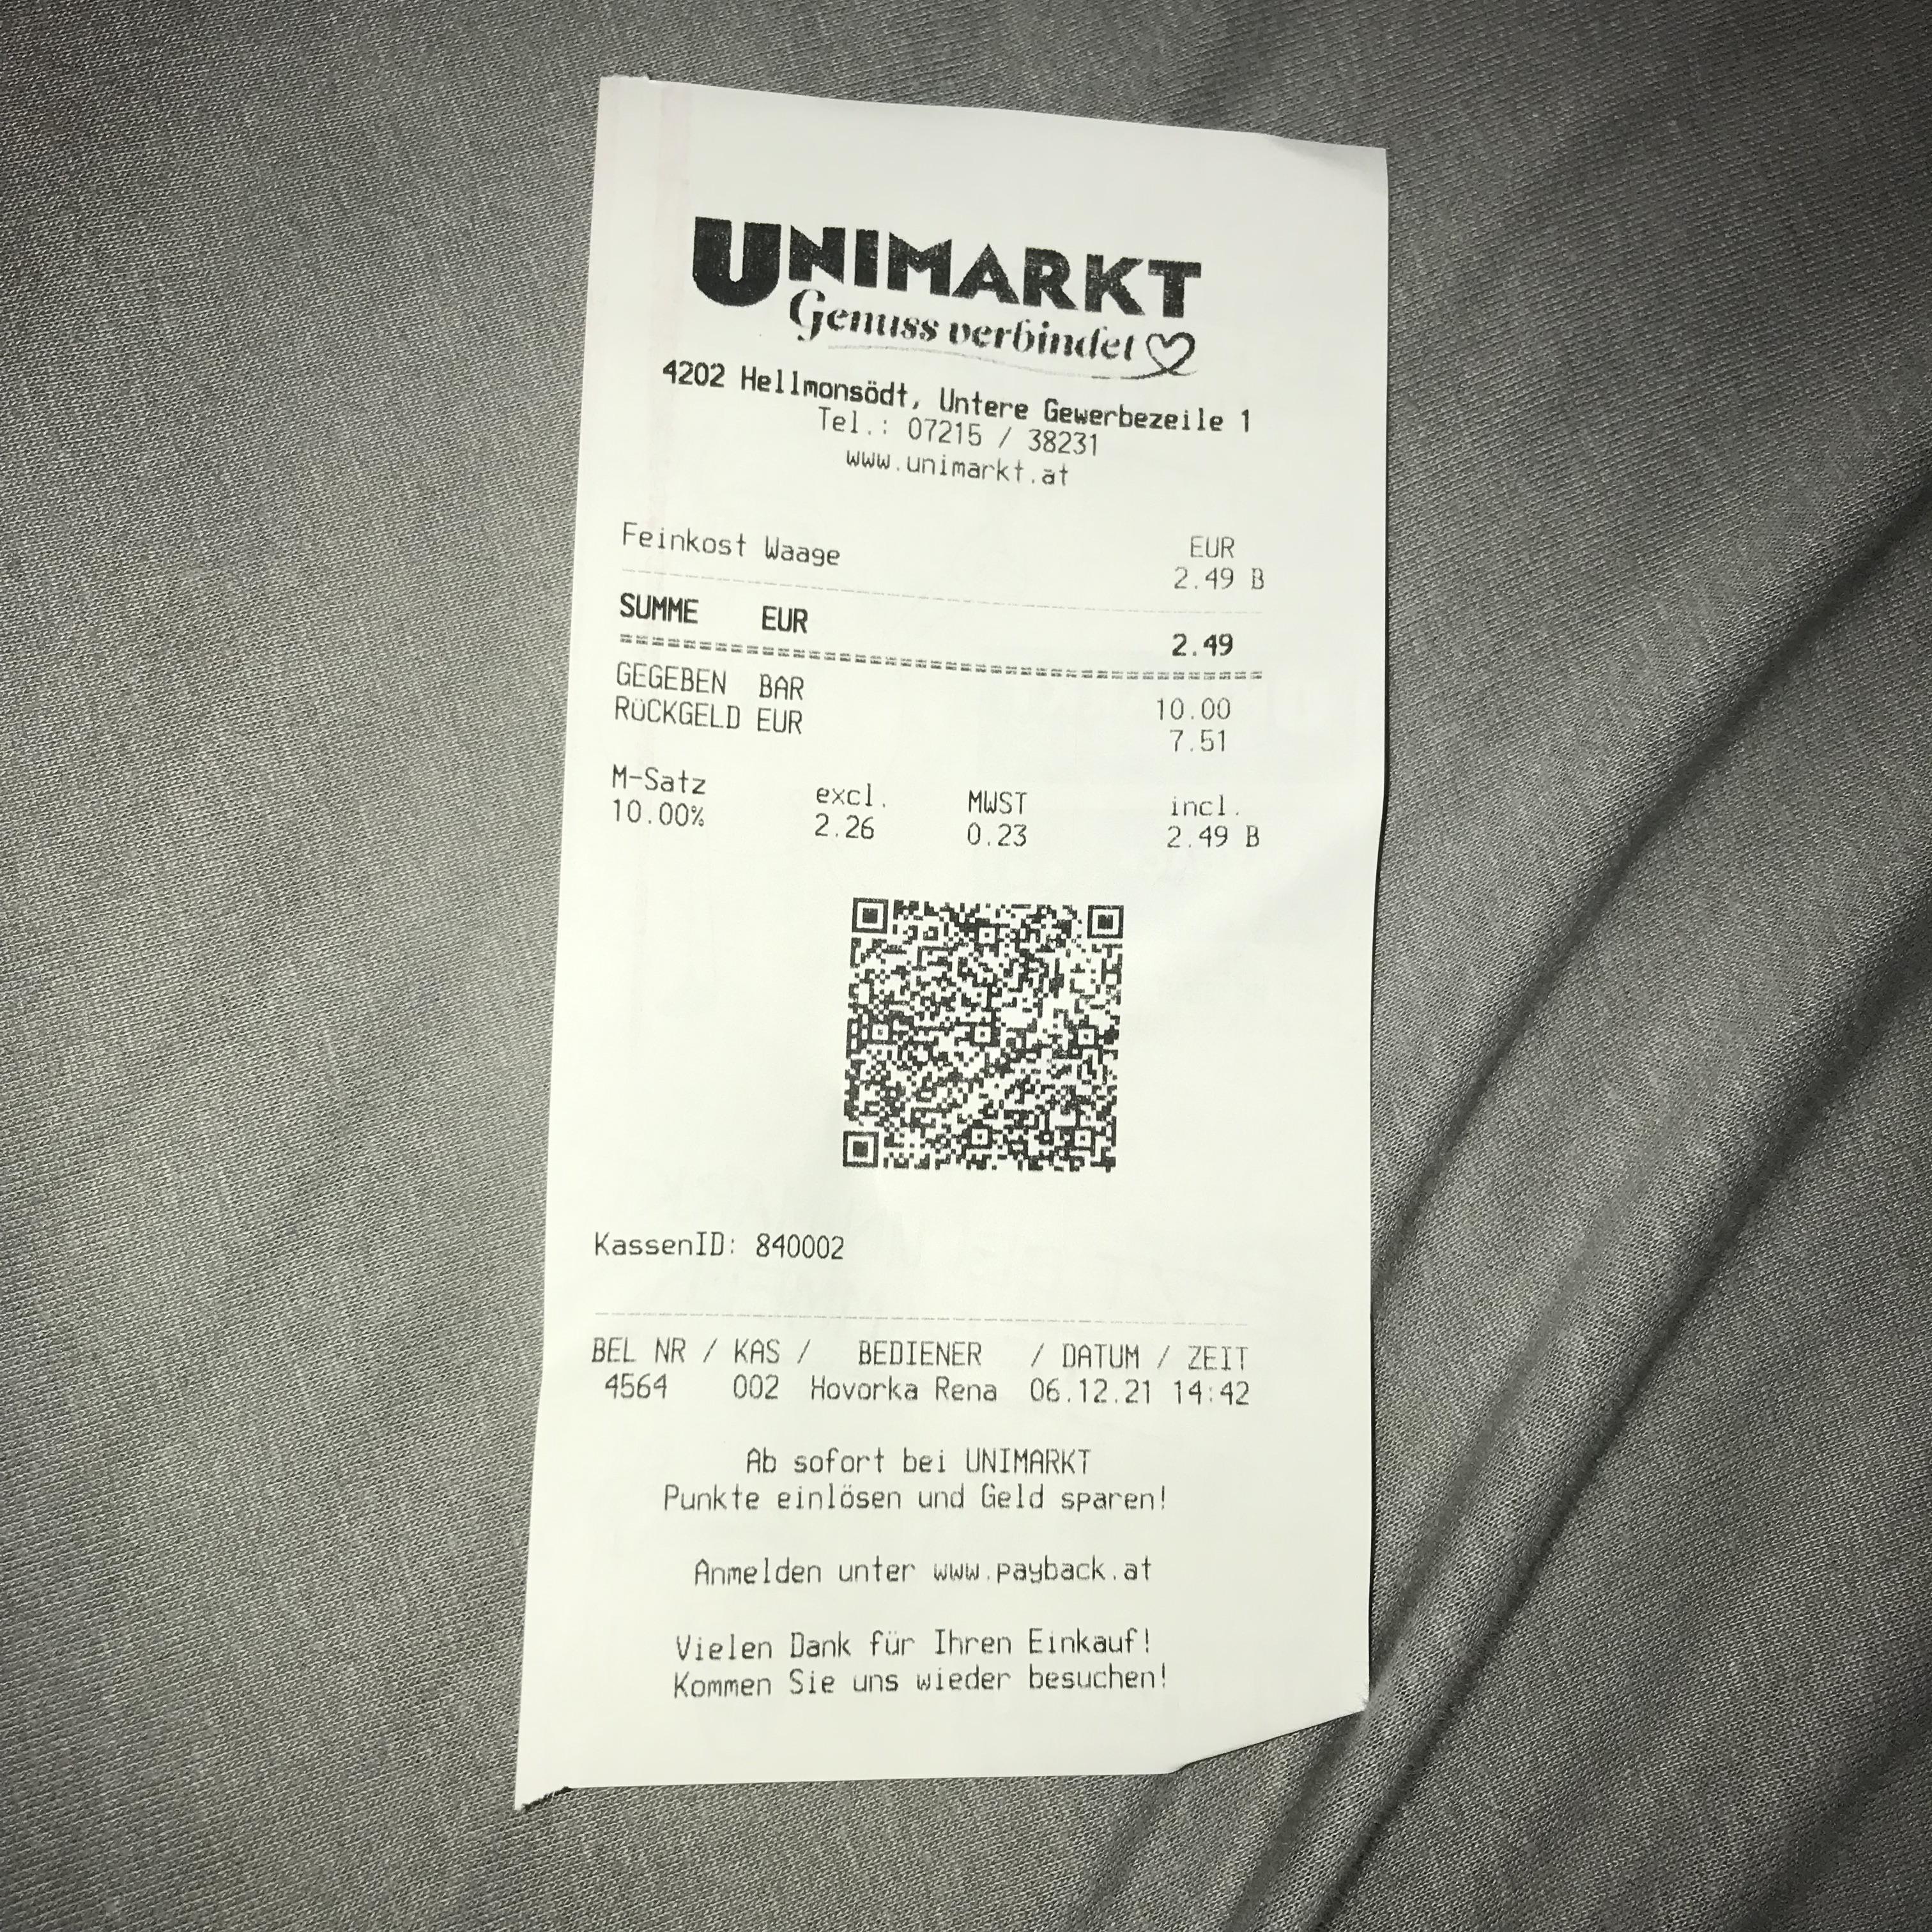 UNIMARKT
Genuss verbindet
4202 Hellmonsödt, Untere Gewerbezeile 1
Tel.: 07215 / 38231
www.unimarkt.at
EUR
Feinkost Waage 2.49 B
SUMME EUR 2.49
GEGEBEN BAR 10.00
RÜCKGELD EUR 7.51
M-Satz excl. MWST incl.
10.00% 2.26 0.23 2.49 B
KassenID: 840002
BEL NR / KAS / BEDIENER / DATUM / ZEIT
4564 002 Hovorka Rena 06.12.21 14:42
Ab sofort bei UNIMARKT
Punkte einlösen und Geld sparen!
Anmelden unter www.payback.at
Vielen Dank für Ihren Einkauf!
Kommen Sie uns wieder besuchen!